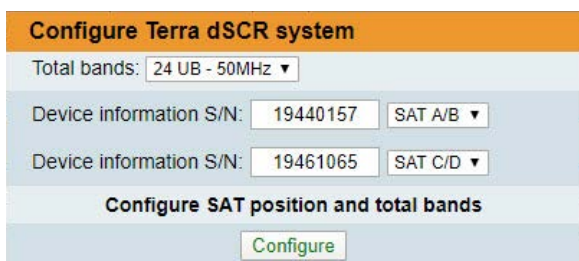 Configure Terra dSCR system
Total bands: 24 UB - 50MHz
Device information S/N: 19440157 SAT A/B
Device information S/N: 19461065 SAT C/D
Configure SAT position and total bands
Configure